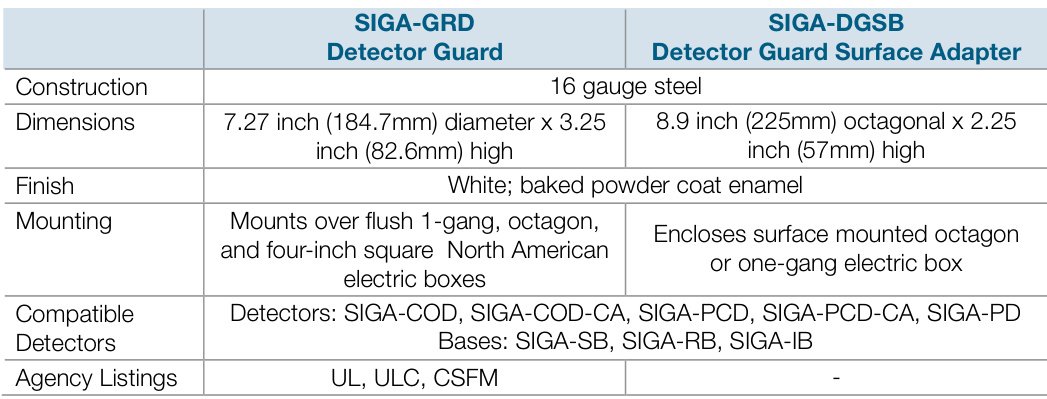 SIGA-GRD
Detector Guard
SIGA-DGSB
Detector Guard Surface Adapter
Construction
16 gauge steel
Dimensions
7.27 inch (184.7mm) diameter x 3.25
inch (82.6mm) high
8.9 inch (225mm) octagonal x 2.25
inch (57mm) high
Finish
White; baked powder coat enamel
Mounting
Mounts over flush 1-gang, octagon,
and four-inch square North American
electric boxes
Encloses surface mounted octagon
or one-gang electric box
Compatible
Detectors
Detectors: SIGA-COD, SIGA-COD-CA, SIGA-PCD, SIGA-PCD-CA, SIGA-PD
Bases: SIGA-SB, SIGA-RB, SIGA-IB
Agency Listings
UL, ULC, CSFM
-